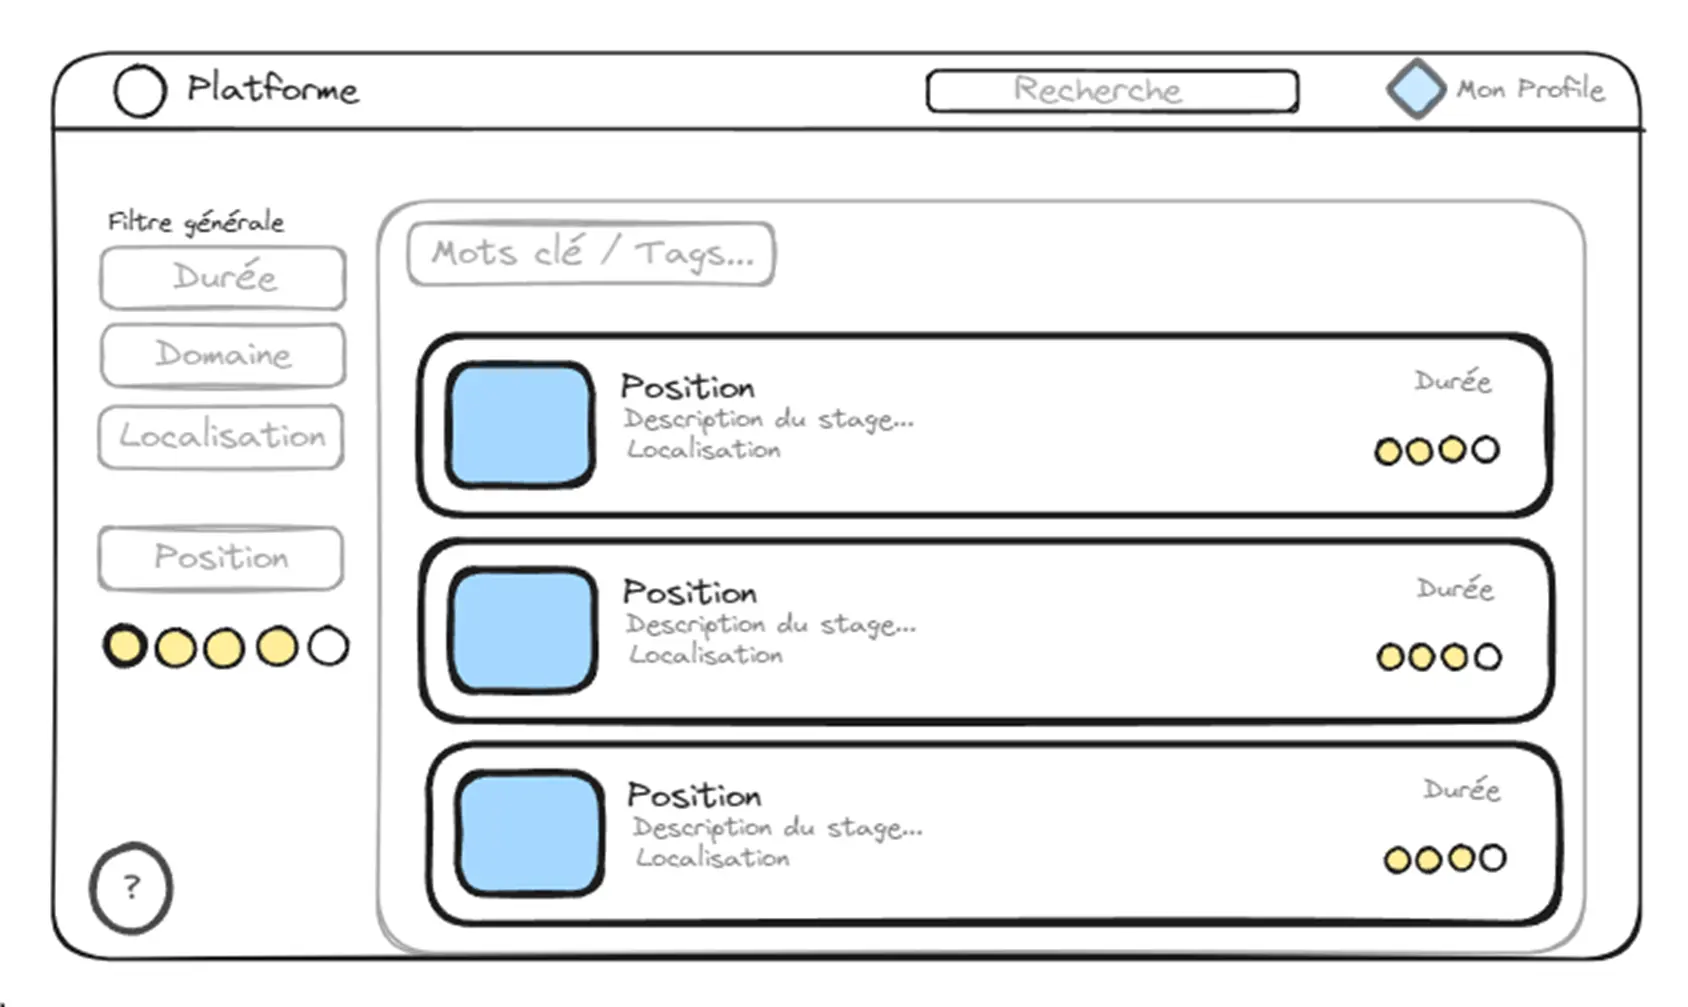 Platforme
Recherche
Mon Profile
Filtre générale
Durée
Domaine
Localisation
Position
?
Mots clé / Tags...
Position
Description du stage...
Localisation
Durée
Position
Description du stage...
Localisation
Durée
Position
Description du stage...
Localisation
Durée